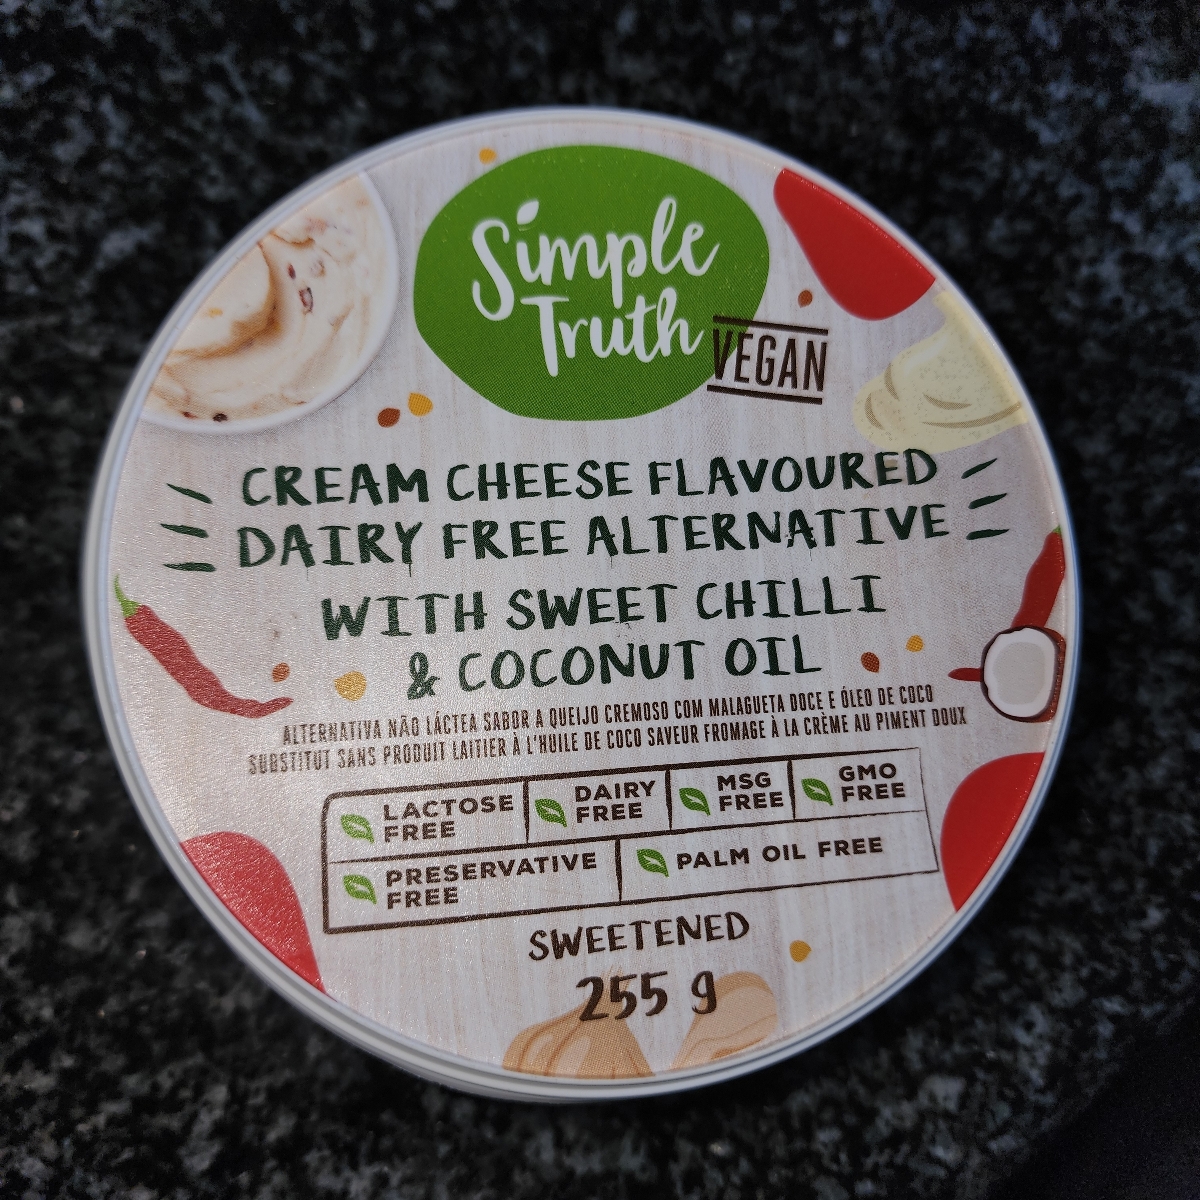 Simple
Truth
VEGAN
CREAM CHEESE FLAVOURED
DAIRY FREE ALTERNATIVE
WITH SWEET CHILLI
& COCONUT OIL
ALTERNATIVA NÃO LÁCTEA SABOR A QUEIJO CREMOSO COM MALAGUETA DOCE E ÓLEO DE COCO
SUBSTITUT SANS PRODUIT LAITIER À L'HUILE DE COCO SAVEUR FROMAGE À LA CRÈME AU PIMENT DOUX
LACTOSE
FREE
DAIRY
FREE
MSG
FREE
GMO
FREE
PRESERVATIVE
FREE
PALM OIL FREE
SWEETENED
255 g